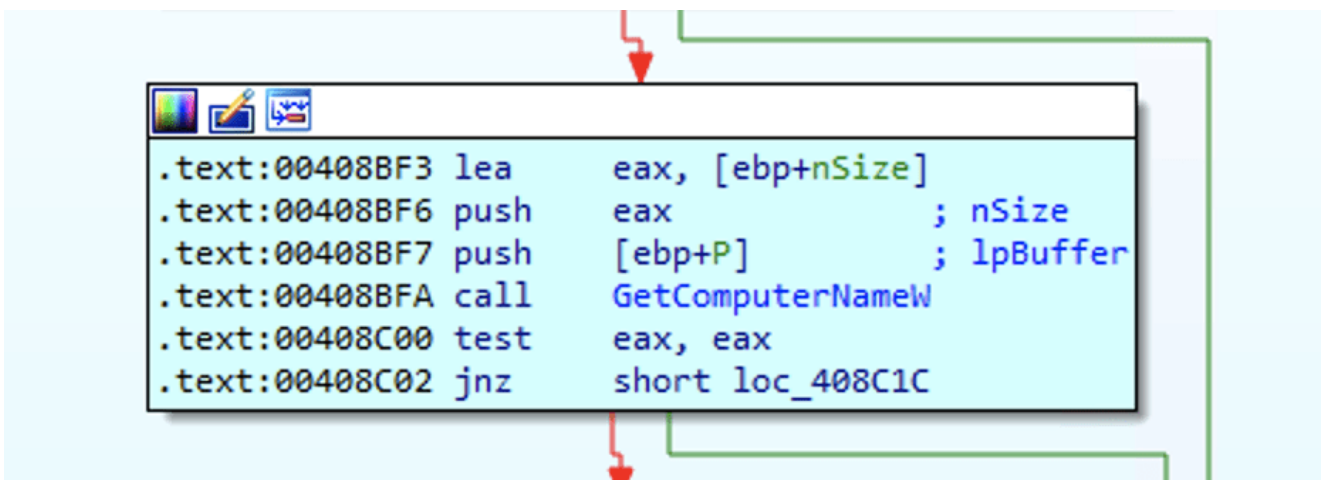 .text:00408BF3 lea eax, [ebp+nSize]
.text:00408BF6 push eax ; nSize
.text:00408BF7 push [ebp+P] ; lpBuffer
.text:00408BFA call GetComputerNameW
.text:00408C00 test eax, eax
.text:00408C02 jnz short loc_408C1C